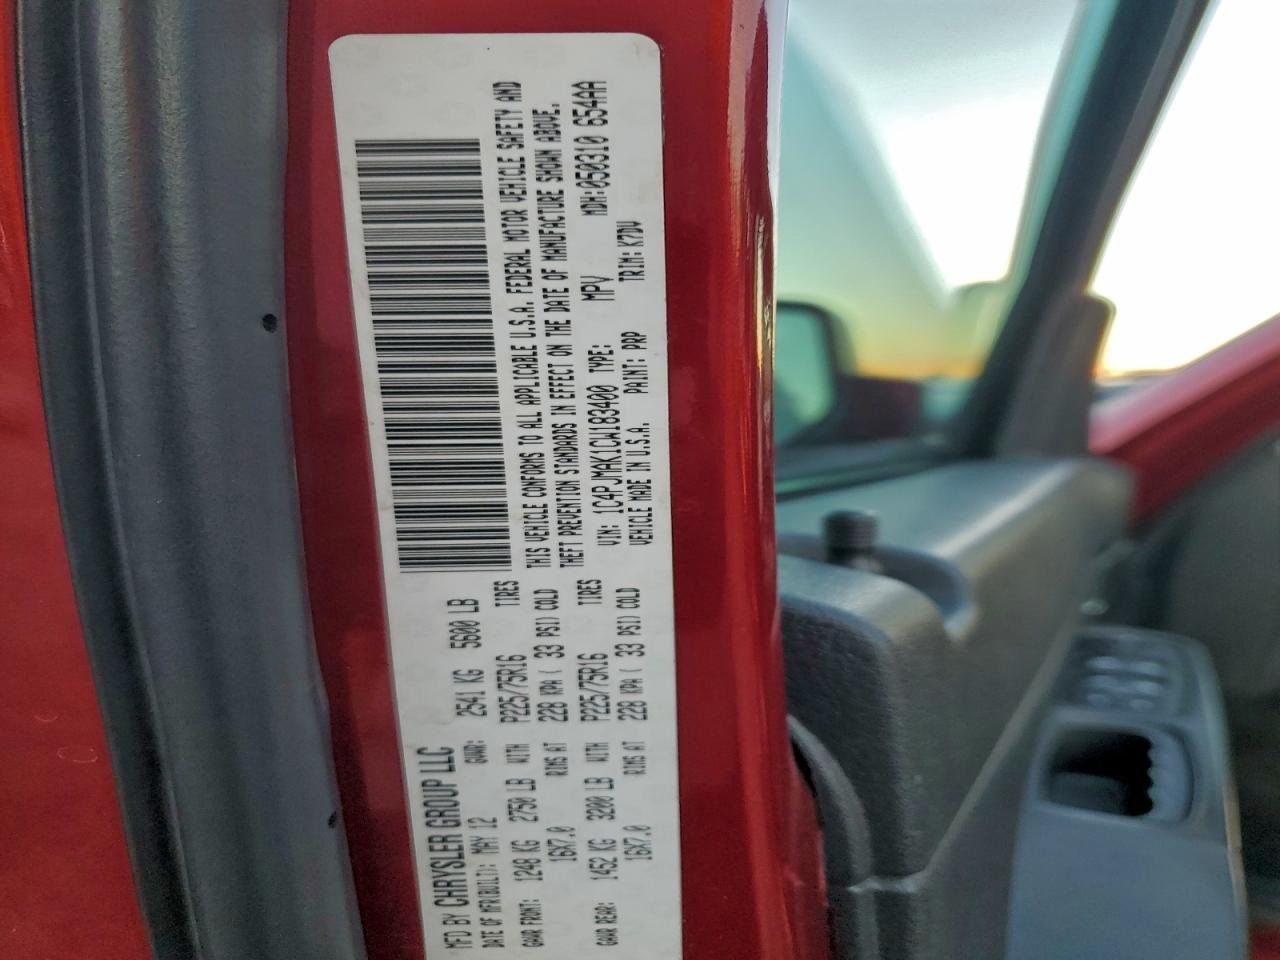 MFD BY CHRYSLER GROUP LLC
DATE OF MFR(BUILT): MAY 12 GVWR: 2541 KG 5600 LB
GAWR FRONT: 1248 KG 2750 LB WITH P225/75R16 TIRES
16X7.0 RIMS AT 228 KPA ( 33 PSI) COLD
GAWR REAR: 1452 KG 3200 LB WITH P225/75R16 TIRES
16X7.0 RIMS AT 228 KPA ( 33 PSI) COLD
THIS VEHICLE CONFORMS TO ALL APPLICABLE U.S.A. FEDERAL MOTOR VEHICLE SAFETY AND
THEFT PREVENTION STANDARDS IN EFFECT ON THE DATE OF MANUFACTURE SHOWN ABOVE.
VIN: 1C4PJMAK1CW183400 TYPE: MPV MDH:050310 654AA
VEHICLE MADE IN U.S.A. PAINT: PRP TRIM: K7DV